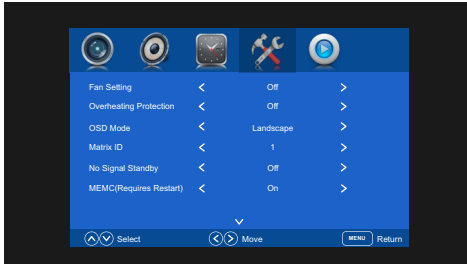 Fan Setting Off
Overheating Protection Off
OSD Mode Landscape
Matrix ID 1
No Signal Standby Off
MEMC(Requires Restart) On
Select Move MENU Return